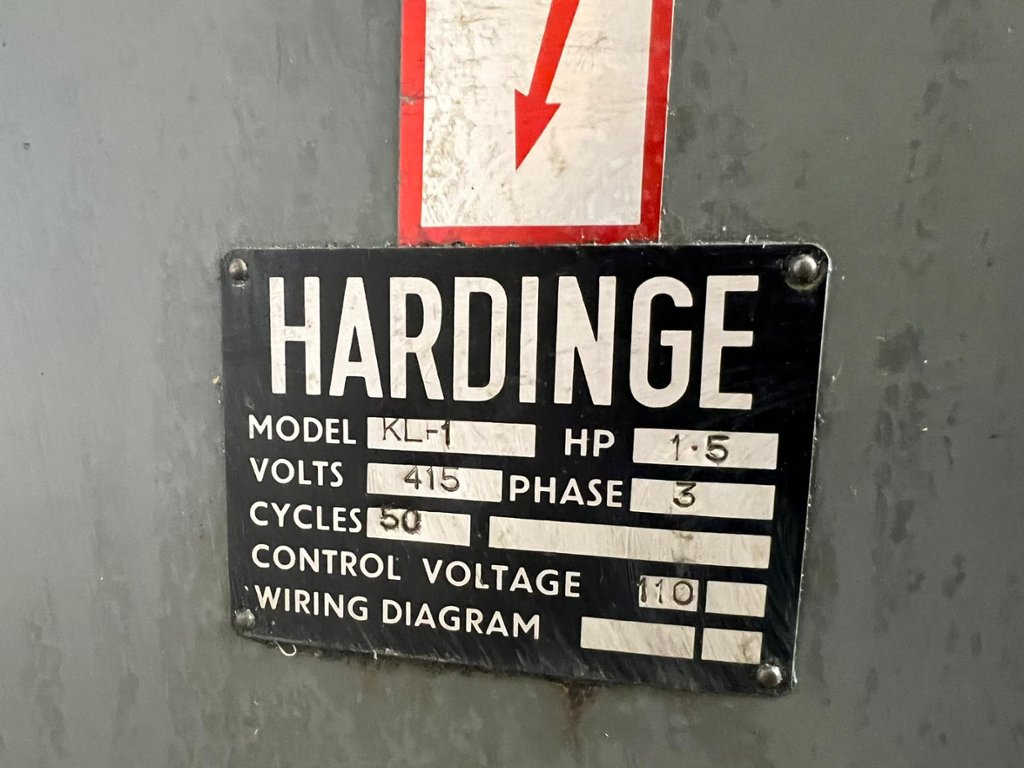 HARDINGE
MODEL KL-1 HP 1.5
VOLTS 415 PHASE 3
CYCLES 50
CONTROL VOLTAGE 110
WIRING DIAGRAM